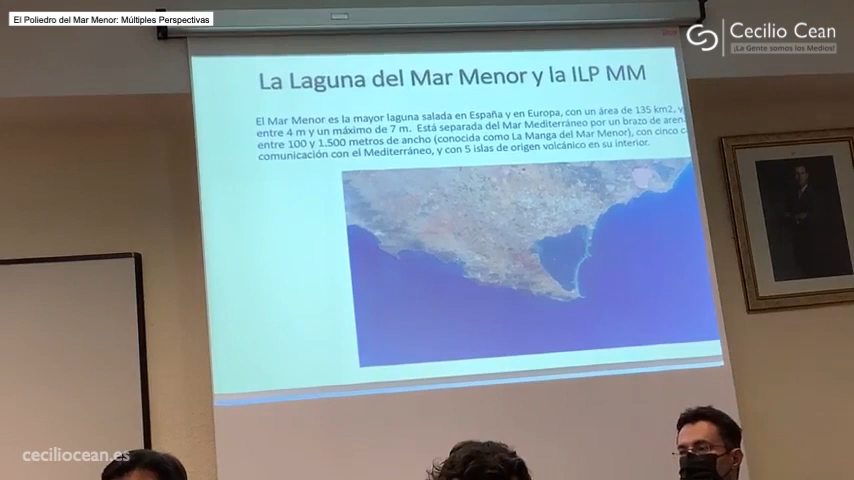 El Poliedro del Mar Menor: Múltiples Perspectivas
Cecilio Cean
¡La Gente somos los Medios!
La Laguna del Mar Menor y la ILP MM
El Mar Menor es la mayor laguna salada en España y en Europa, con un área de 135 km2, y
entre 4 m y un máximo de 7 m. Está separada del Mar Mediterráneo por un brazo de aren
entre 100 y 1.500 metros de ancho (conocida como La Manga del Mar Menor), con cinco c
comunicación con el Mediterráneo, y con 5 islas de origen volcánico en su interior.
ceciliocean.es